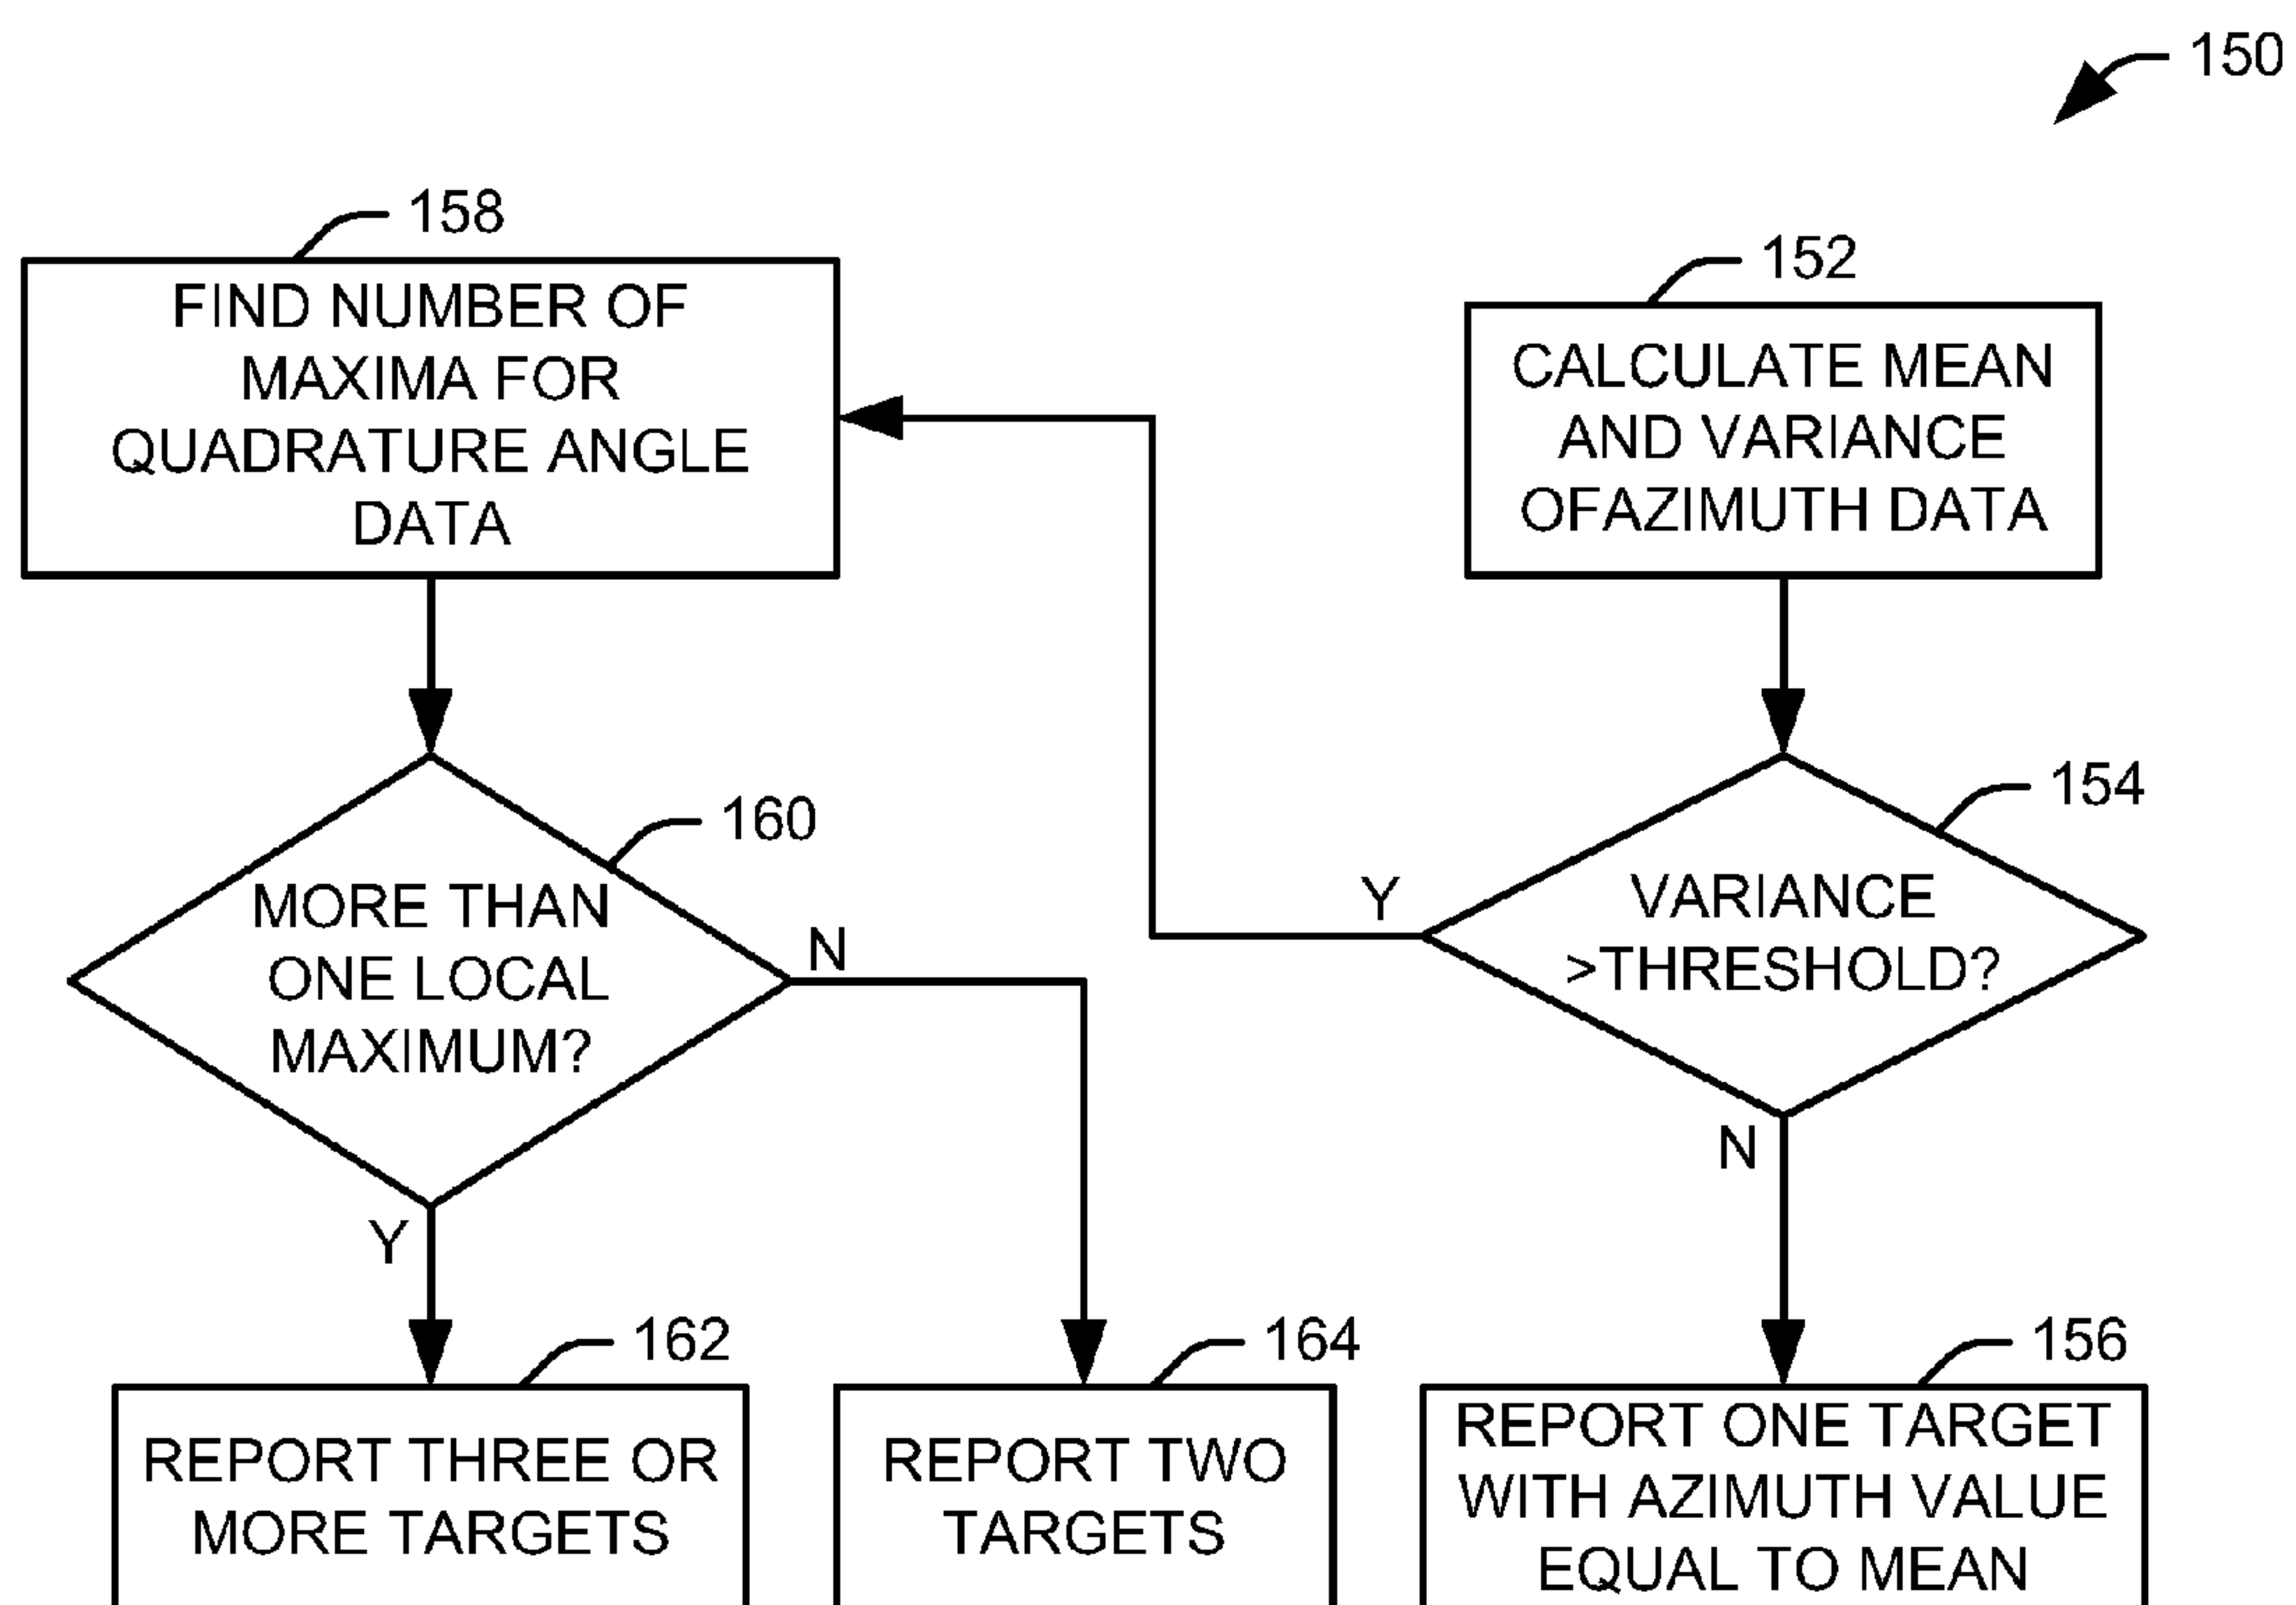 150
158
FIND NUMBER OF
MAXIMA FOR
QUADRATURE ANGLE
DATA
152
CALCULATE MEAN
AND VARIANCE
OFAZIMUTH DATA
154
VARIANCE
>THRESHOLD?
Y
N
160
MORE THAN
ONE LOCAL
MAXIMUM?
N
Y
162
REPORT THREE OR
MORE TARGETS
164
REPORT TWO
TARGETS
156
REPORT ONE TARGET
WITH AZIMUTH VALUE
EQUAL TO MEAN